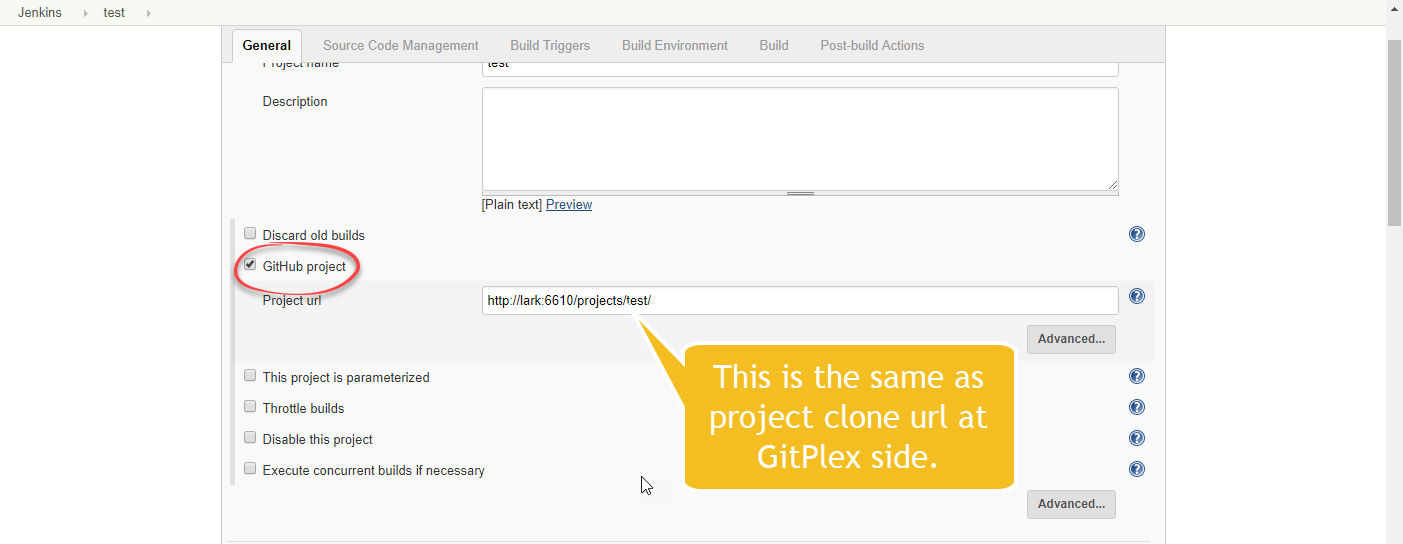 Jenkins test
General Source Code Management Build Triggers Build Environment Build Post-build Actions
Project name test
Description
[Plain text] Preview
Discard old builds
GitHub project
Project url http://lark:6610/projects/test/
Advanced...
This is the same as
project clone url at
GitPlex side.
This project is parameterized
Throttle builds
Disable this project
Execute concurrent builds if necessary
Advanced...